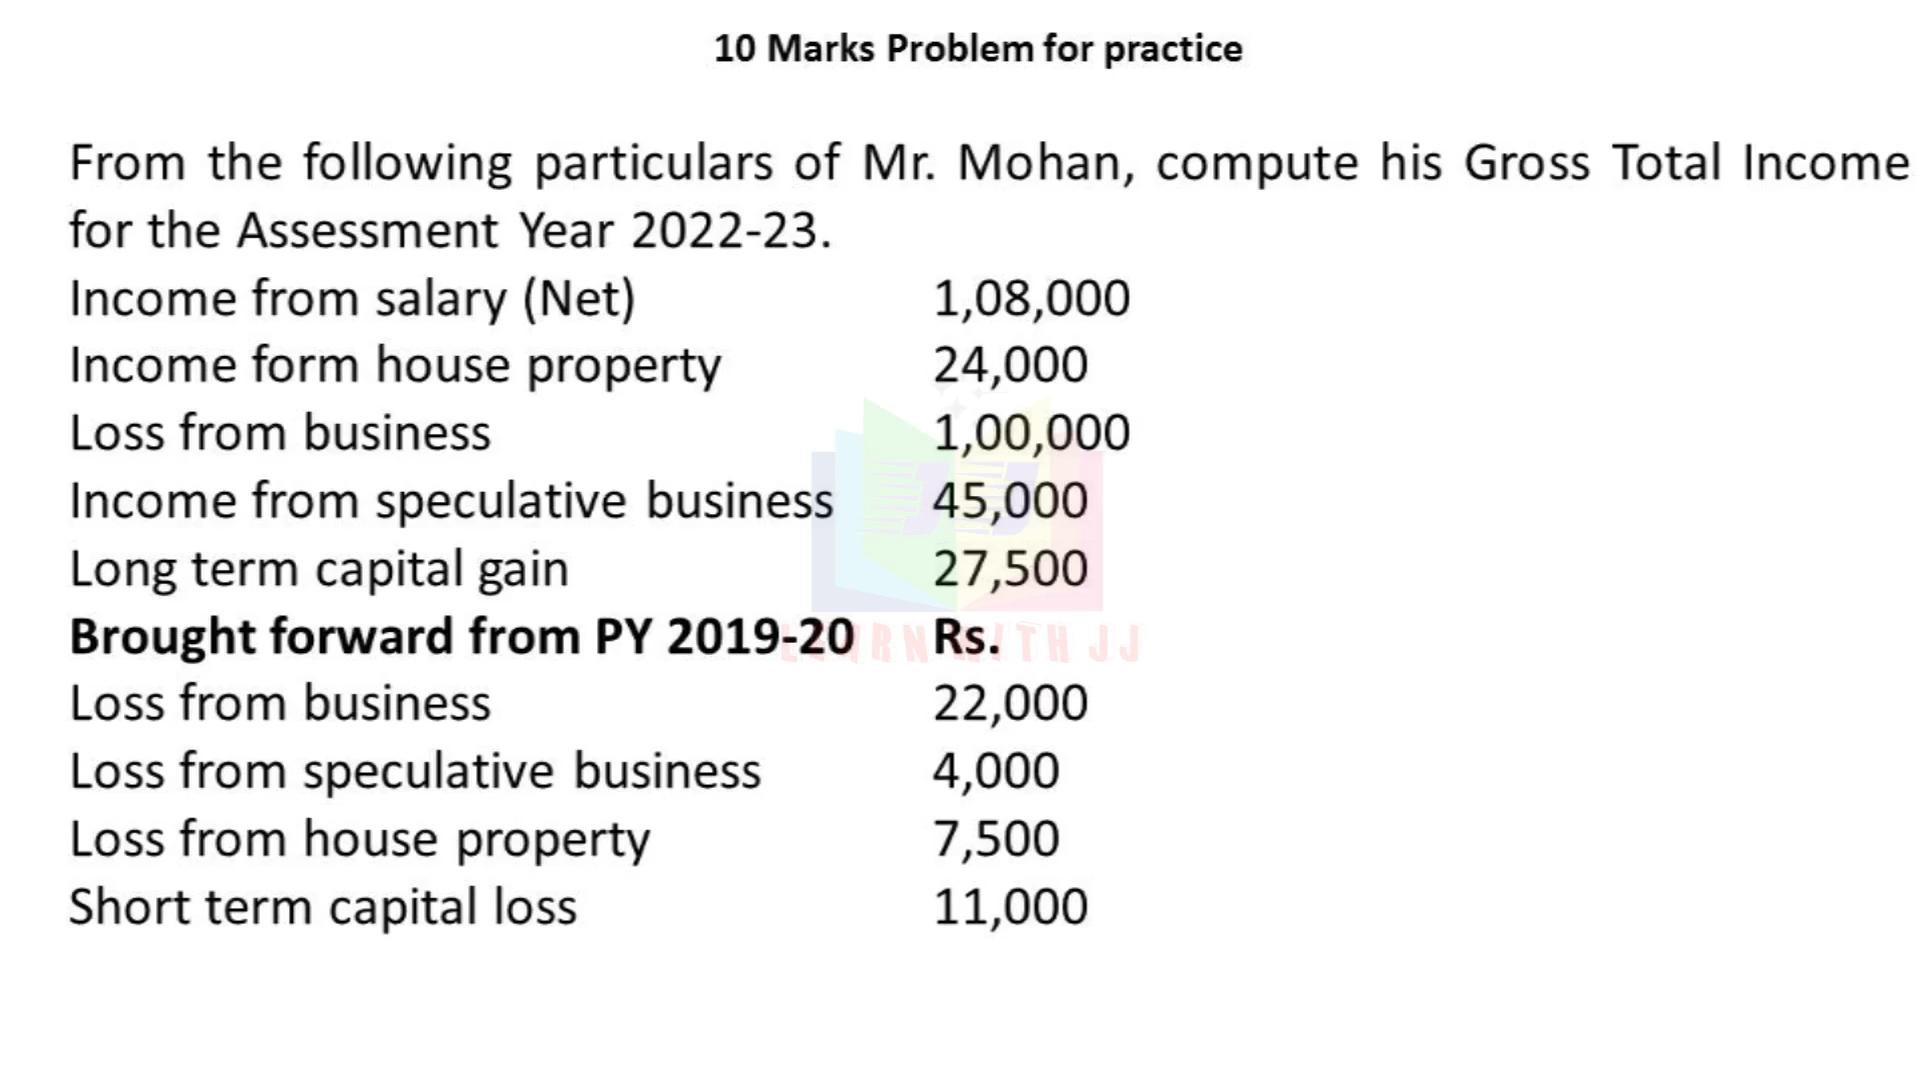 10 Marks Problem for practice
From the following particulars of Mr. Mohan, compute his Gross Total Income
for the Assessment Year 2022-23.
Income from salary (Net) 1,08,000
Income form house property 24,000
Loss from business 1,00,000
Income from speculative business 45,000
Long term capital gain 27,500
Brought forward from PY 2019-20 Rs.
LEARN WITH JJ
Loss from business 22,000
Loss from speculative business 4,000
Loss from house property 7,500
Short term capital loss 11,000